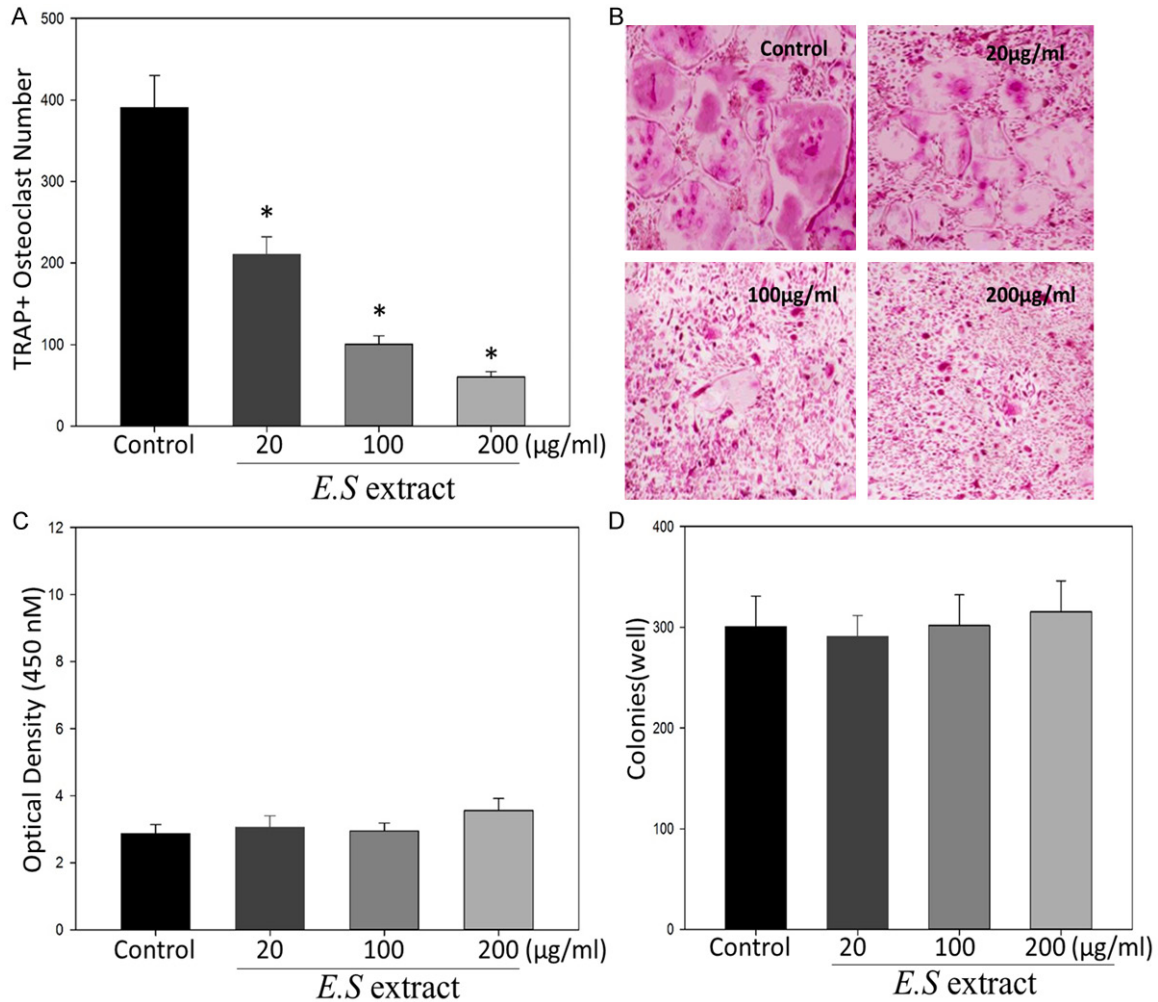 A
500
400
300
200
100
0
TRAP+ Osteoclast Number
*
*
*
Control 20 100 200 (μg/ml)
E.S extract
B
Control
20μg/ml
100μg/ml
200μg/ml
C
12
10
8
6
4
2
0
Optical Density (450 nM)
Control 20 100 200 (μg/ml)
E.S extract
D
400
300
200
100
0
Colonies(well)
Control 20 100 200 (μg/ml)
E.S extract